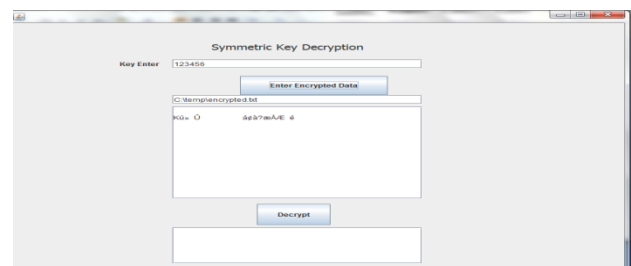 Symmetric Key Decryption
Key Enter 123456
Enter Encrypted Data
C:\temp\encrypted.txt
Decrypt